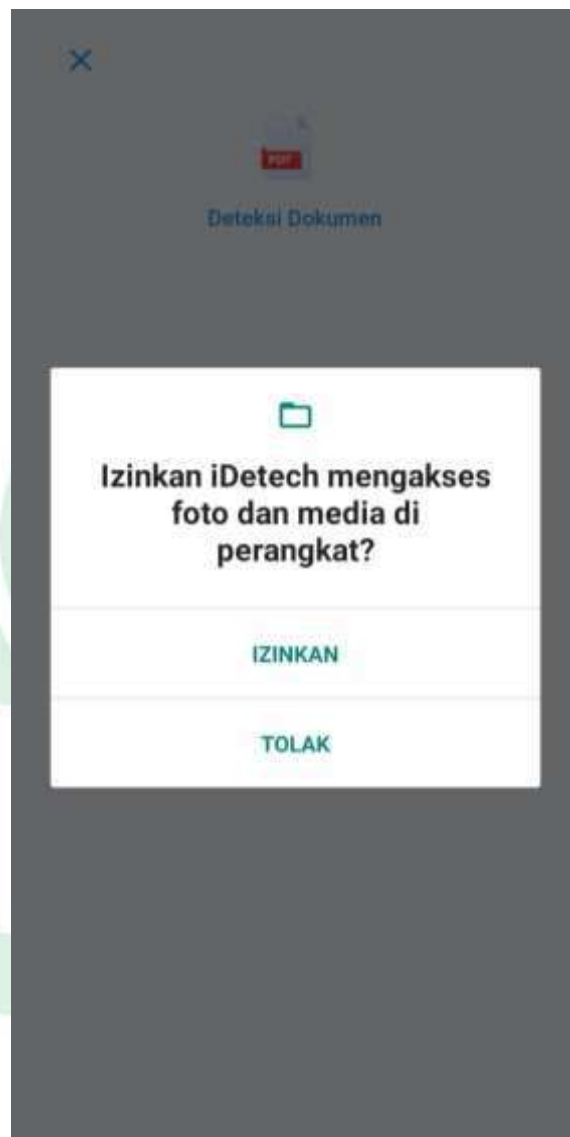 PDF
Deteksi Dokumen
Izinkan iDetech mengakses
foto dan media di
perangkat?
IZINKAN
TOLAK